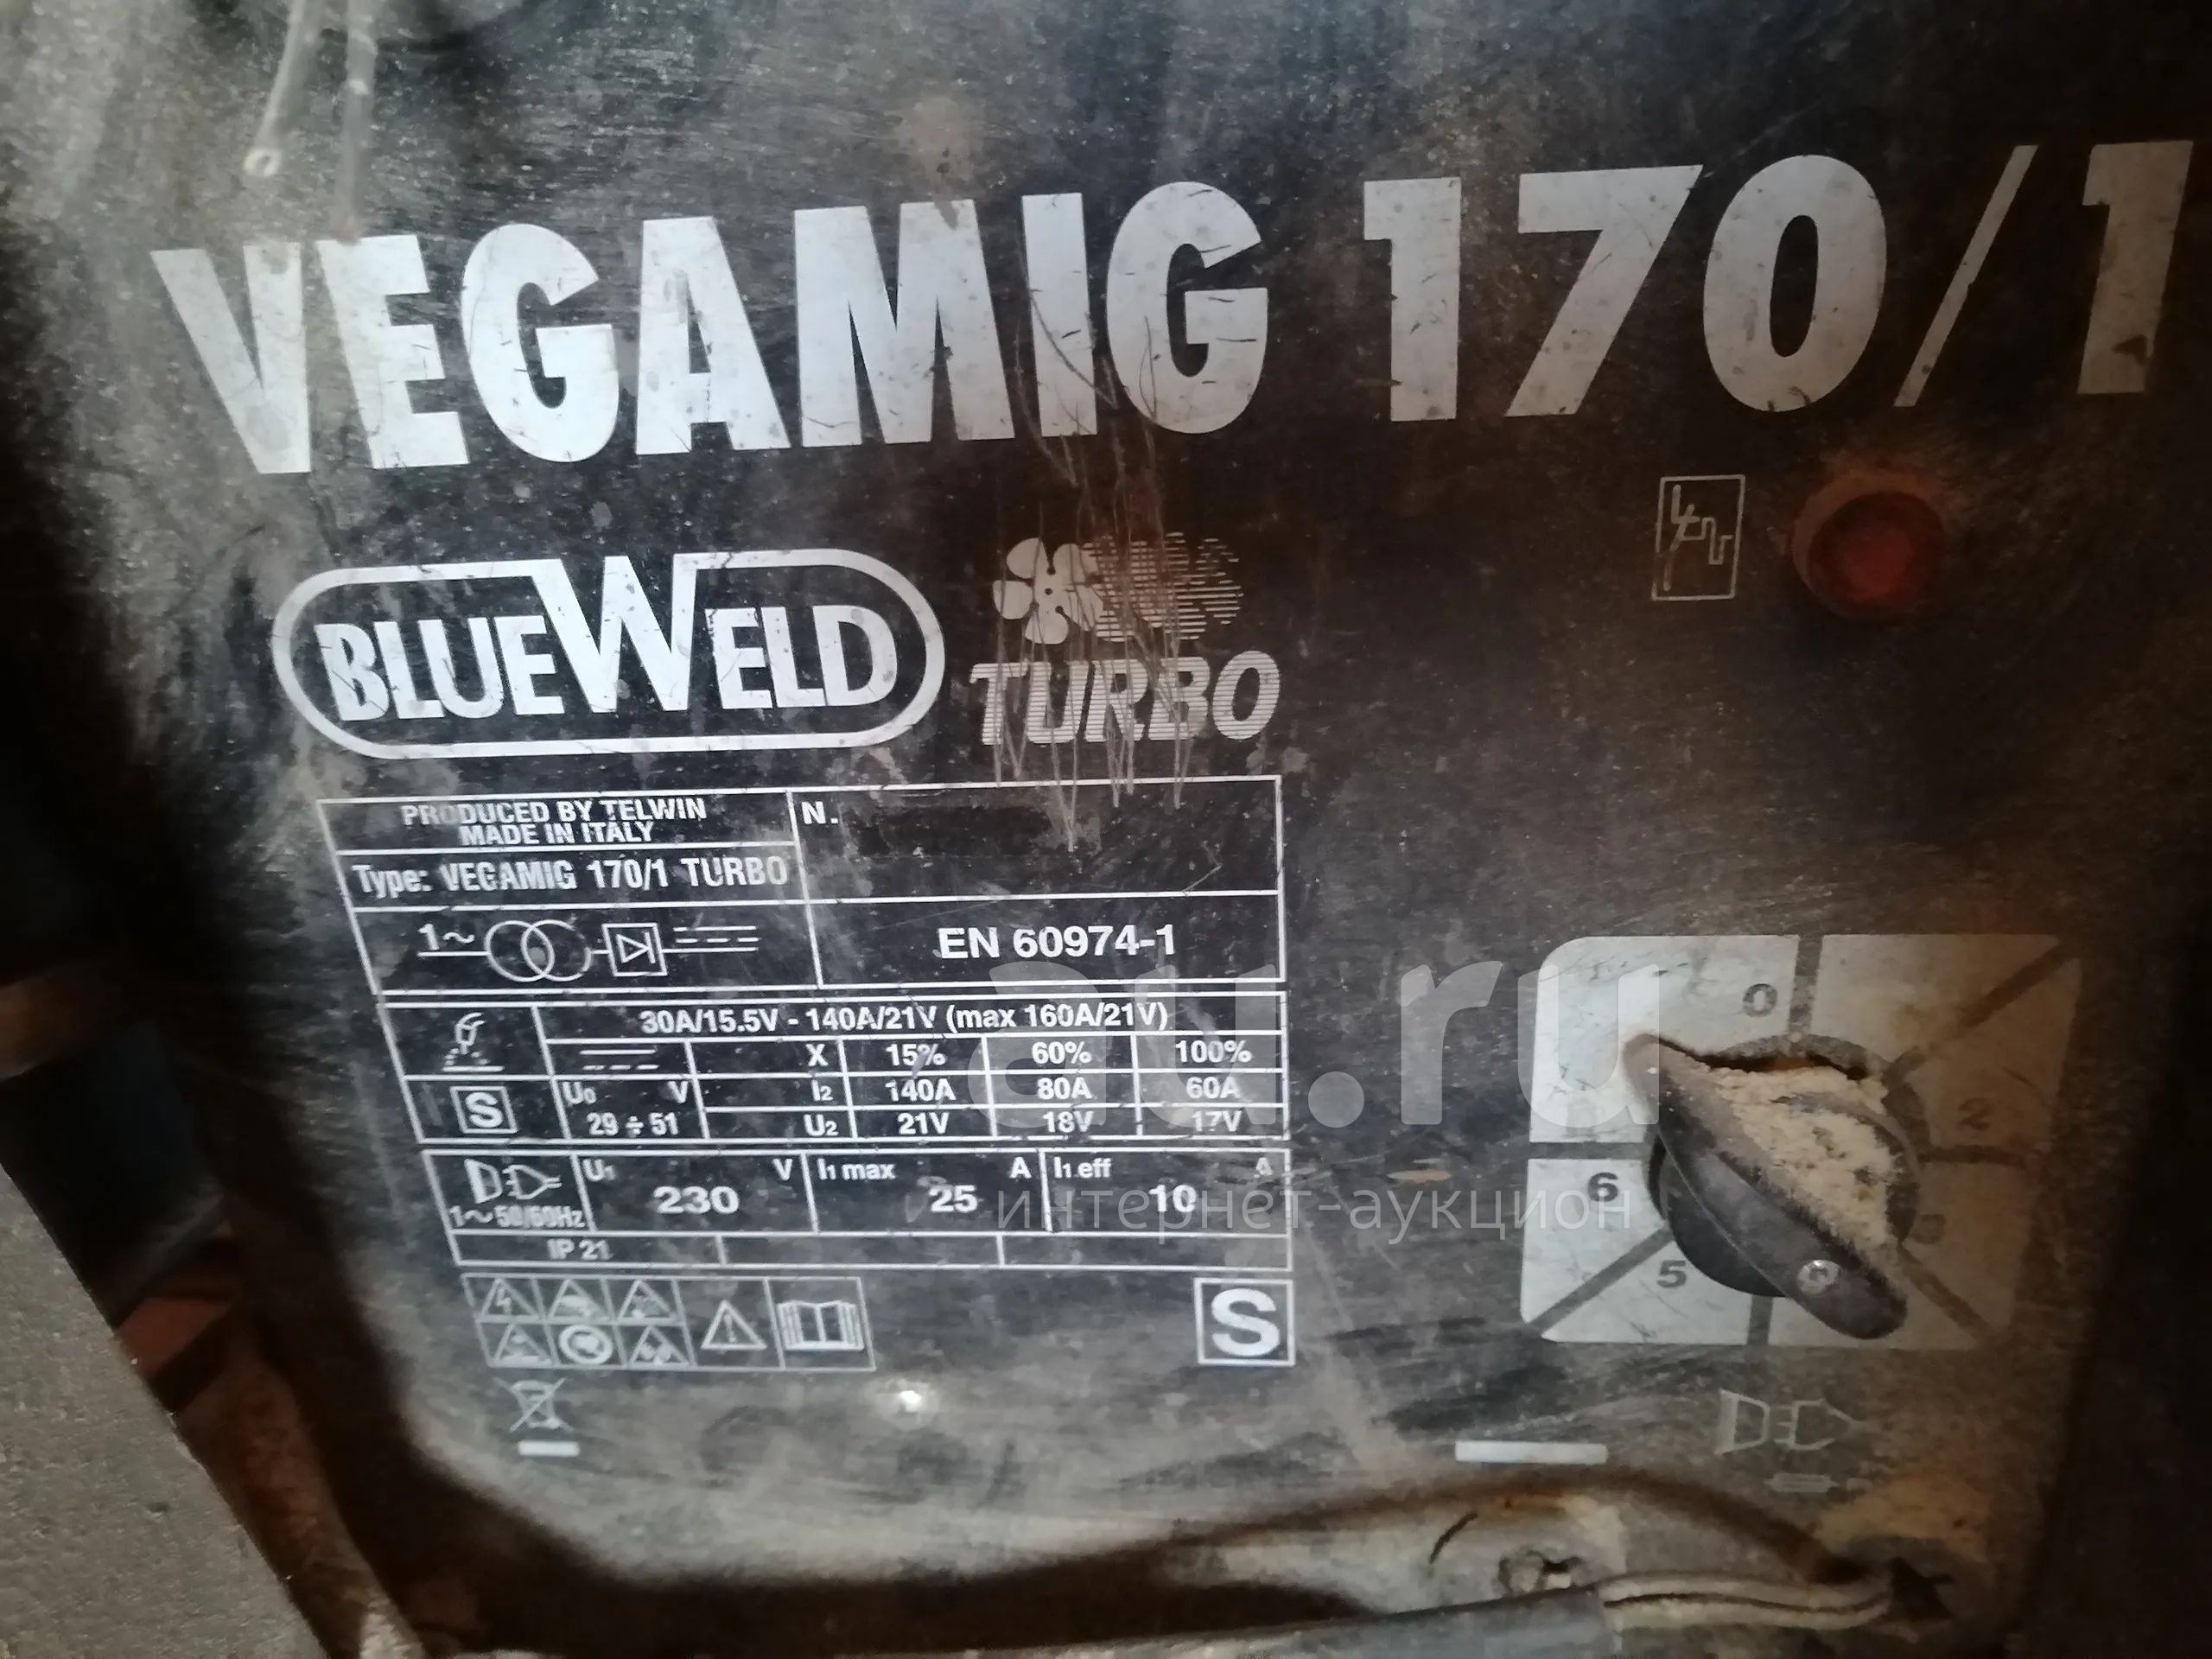 VEGAMIG 170/1
BLUEWELD
TURBO
PRODUCED BY TELWIN
MADE IN ITALY
N.
Type: VEGAMIG 170/1 TURBO
1~
EN 60974-1
30A/15.5V - 140A/21V (max 160A/21V)
X 15% 60% 100%
S
U0 V
29 ÷ 51
I2 140A 80A 60A
U2 21V 18V 17V
1~50/60Hz
U1 V
230
I1 max A
25
I1 eff A
10
IP 21
S
0
2
6
5
au.ru
интернет-аукцион